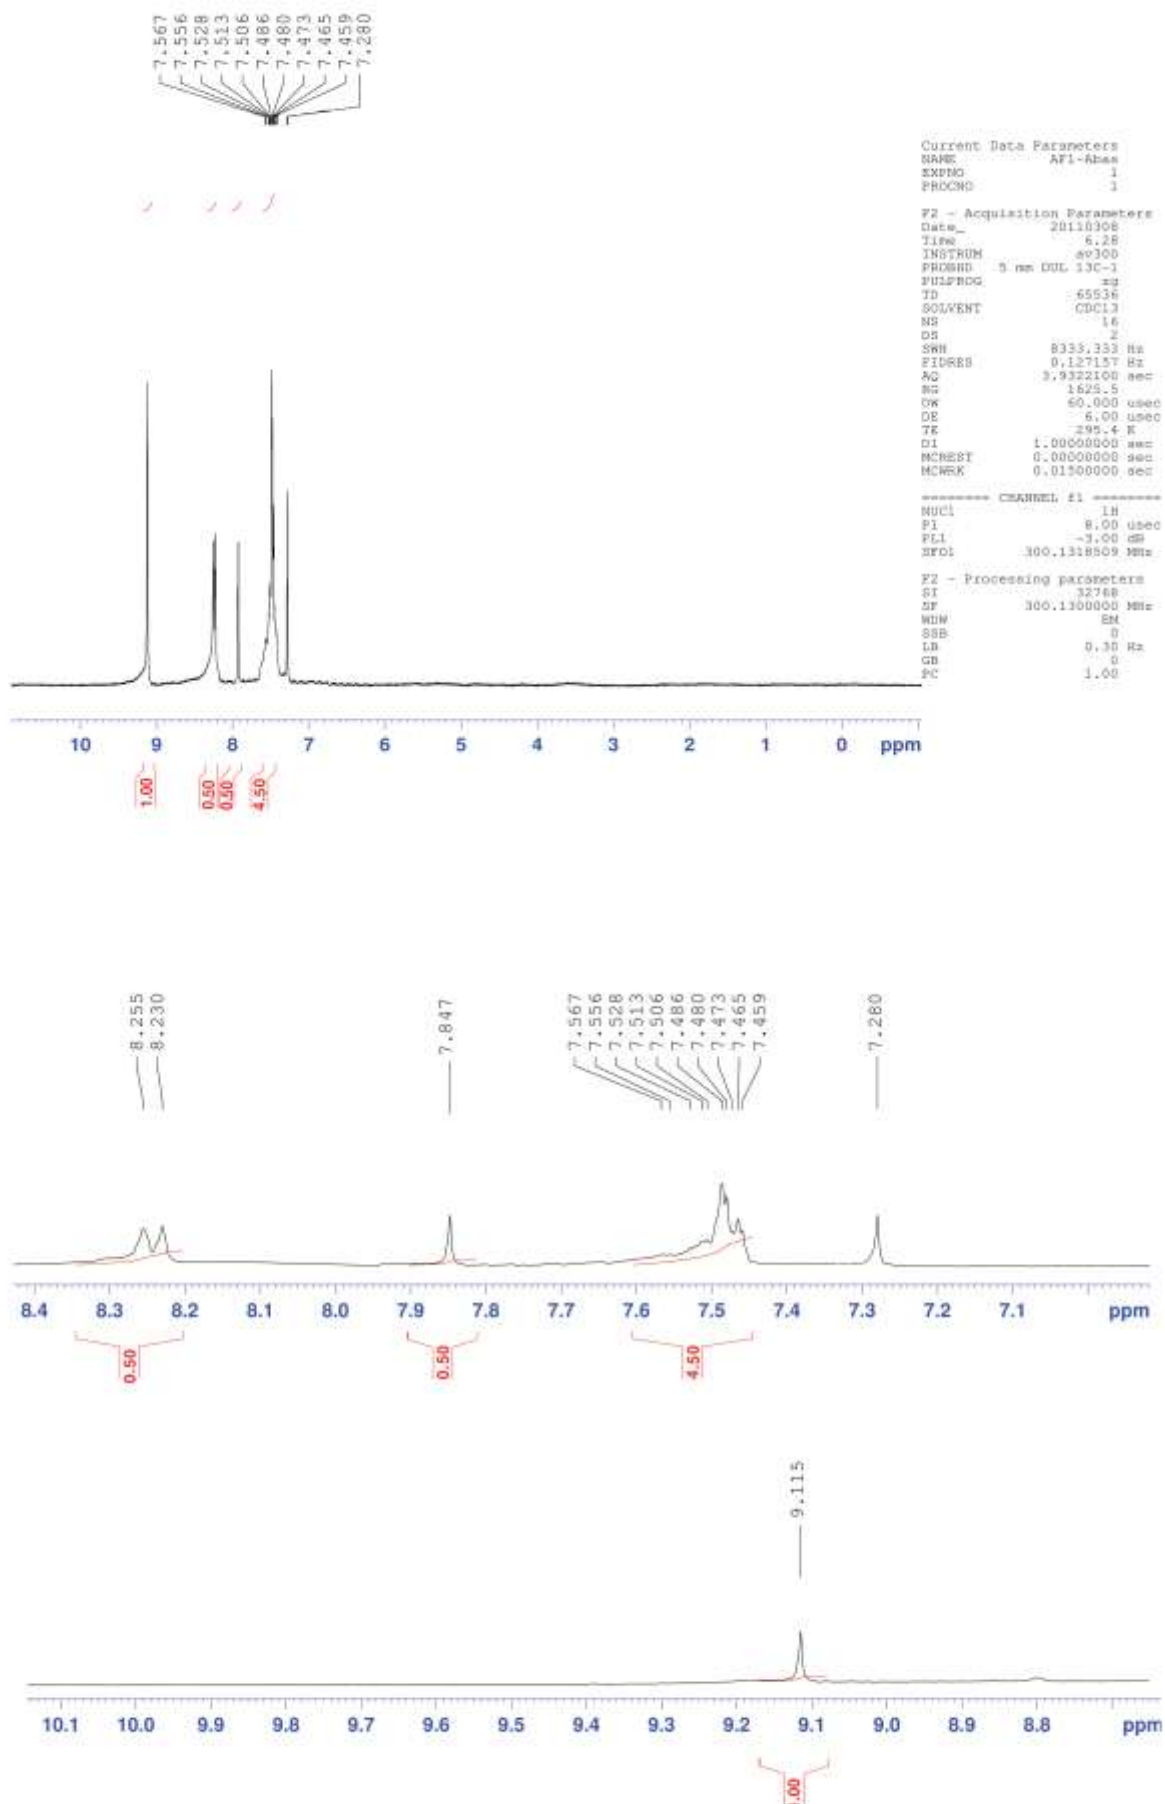 7.567
7.556
7.528
7.513
7.506
7.486
7.480
7.473
7.465
7.459
7.280
Current Data Parameters
NAME AF1-Abas
EXPNO 1
PROCNO 1
F2 - Acquisition Parameters
Date_ 20110308
Time 6.28
INSTRUM av300
PROBHD 5 mm DUL 13C-1
PULPROG zg
TD 65536
SOLVENT CDCl3
NS 16
DS 2
SWH 8333.333 Hz
FIDRES 0.127157 Hz
AQ 3.9322100 sec
RG 1625.5
DW 60.000 usec
DE 6.00 usec
TE 295.4 K
D1 1.00000000 sec
MCREST 0.00000000 sec
MCWRK 0.01500000 sec
======== CHANNEL f1 ========
NUC1 1H
P1 8.00 usec
PL1 -3.00 dB
SFO1 300.1318509 MHz
F2 - Processing parameters
SI 32768
SF 300.1300000 MHz
WDW EM
SSB 0
LB 0.30 Hz
GB 0
PC 1.00
10 9 8 7 6 5 4 3 2 1 0 ppm
1.00
0.50
0.50
4.50
8.255
8.230
7.847
7.567
7.556
7.528
7.513
7.506
7.486
7.480
7.473
7.465
7.459
7.280
8.4 8.3 8.2 8.1 8.0 7.9 7.8 7.7 7.6 7.5 7.4 7.3 7.2 7.1 ppm
0.50
0.50
4.50
9.115
10.1 10.0 9.9 9.8 9.7 9.6 9.5 9.4 9.3 9.2 9.1 9.0 8.9 8.8 ppm
.00